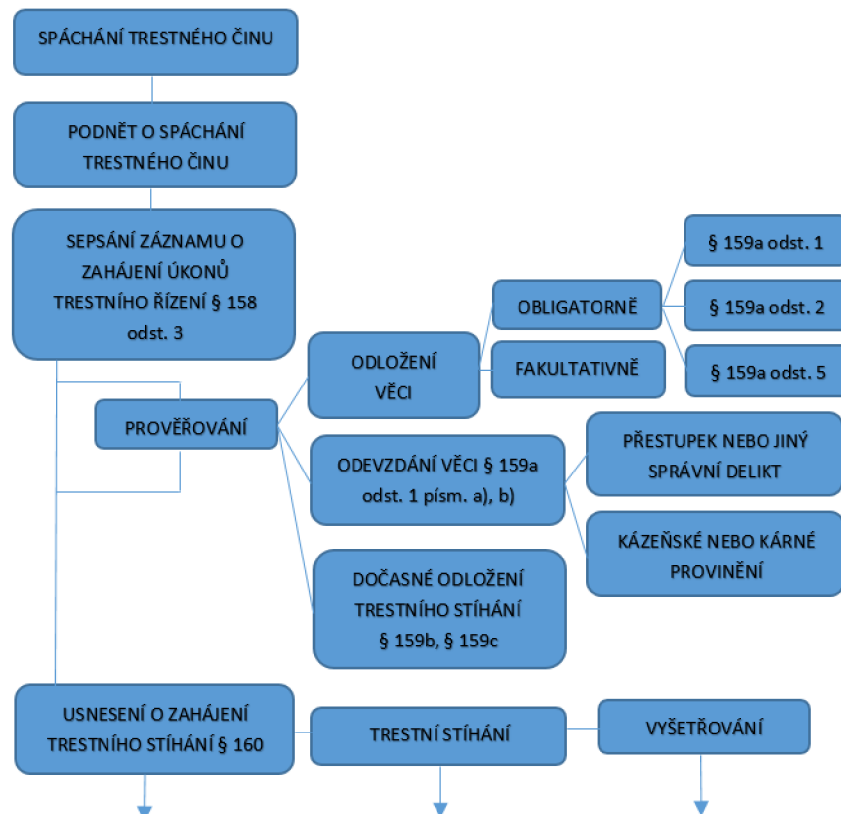 SPÁCHÁNÍ TRESTNÉHO ČINU
PODNĚT O SPÁCHÁNÍ
TRESTNÉHO ČINU
SEPSÁNÍ ZÁZNAMU O
ZAHÁJENÍ ÚKONŮ
TRESTNÍHO ŘÍZENÍ § 158
odst. 3
PROVĚŘOVÁNÍ
ODLOŽENÍ
VĚCI
OBLIGATORNĚ
FAKULTATIVNĚ
§ 159a odst. 1
§ 159a odst. 2
§ 159a odst. 5
ODEVZDÁNÍ VĚCI § 159a
odst. 1 písm. a), b)
PŘESTUPEK NEBO JINÝ
SPRÁVNÍ DELIKT
KÁZEŇSKÉ NEBO KÁRNÉ
PROVINĚNÍ
DOČASNÉ ODLOŽENÍ
TRESTNÍHO STÍHÁNÍ
§ 159b, § 159c
USNESENÍ O ZAHÁJENÍ
TRESTNÍHO STÍHÁNÍ § 160
TRESTNÍ STÍHÁNÍ
VYŠETŘOVÁNÍ